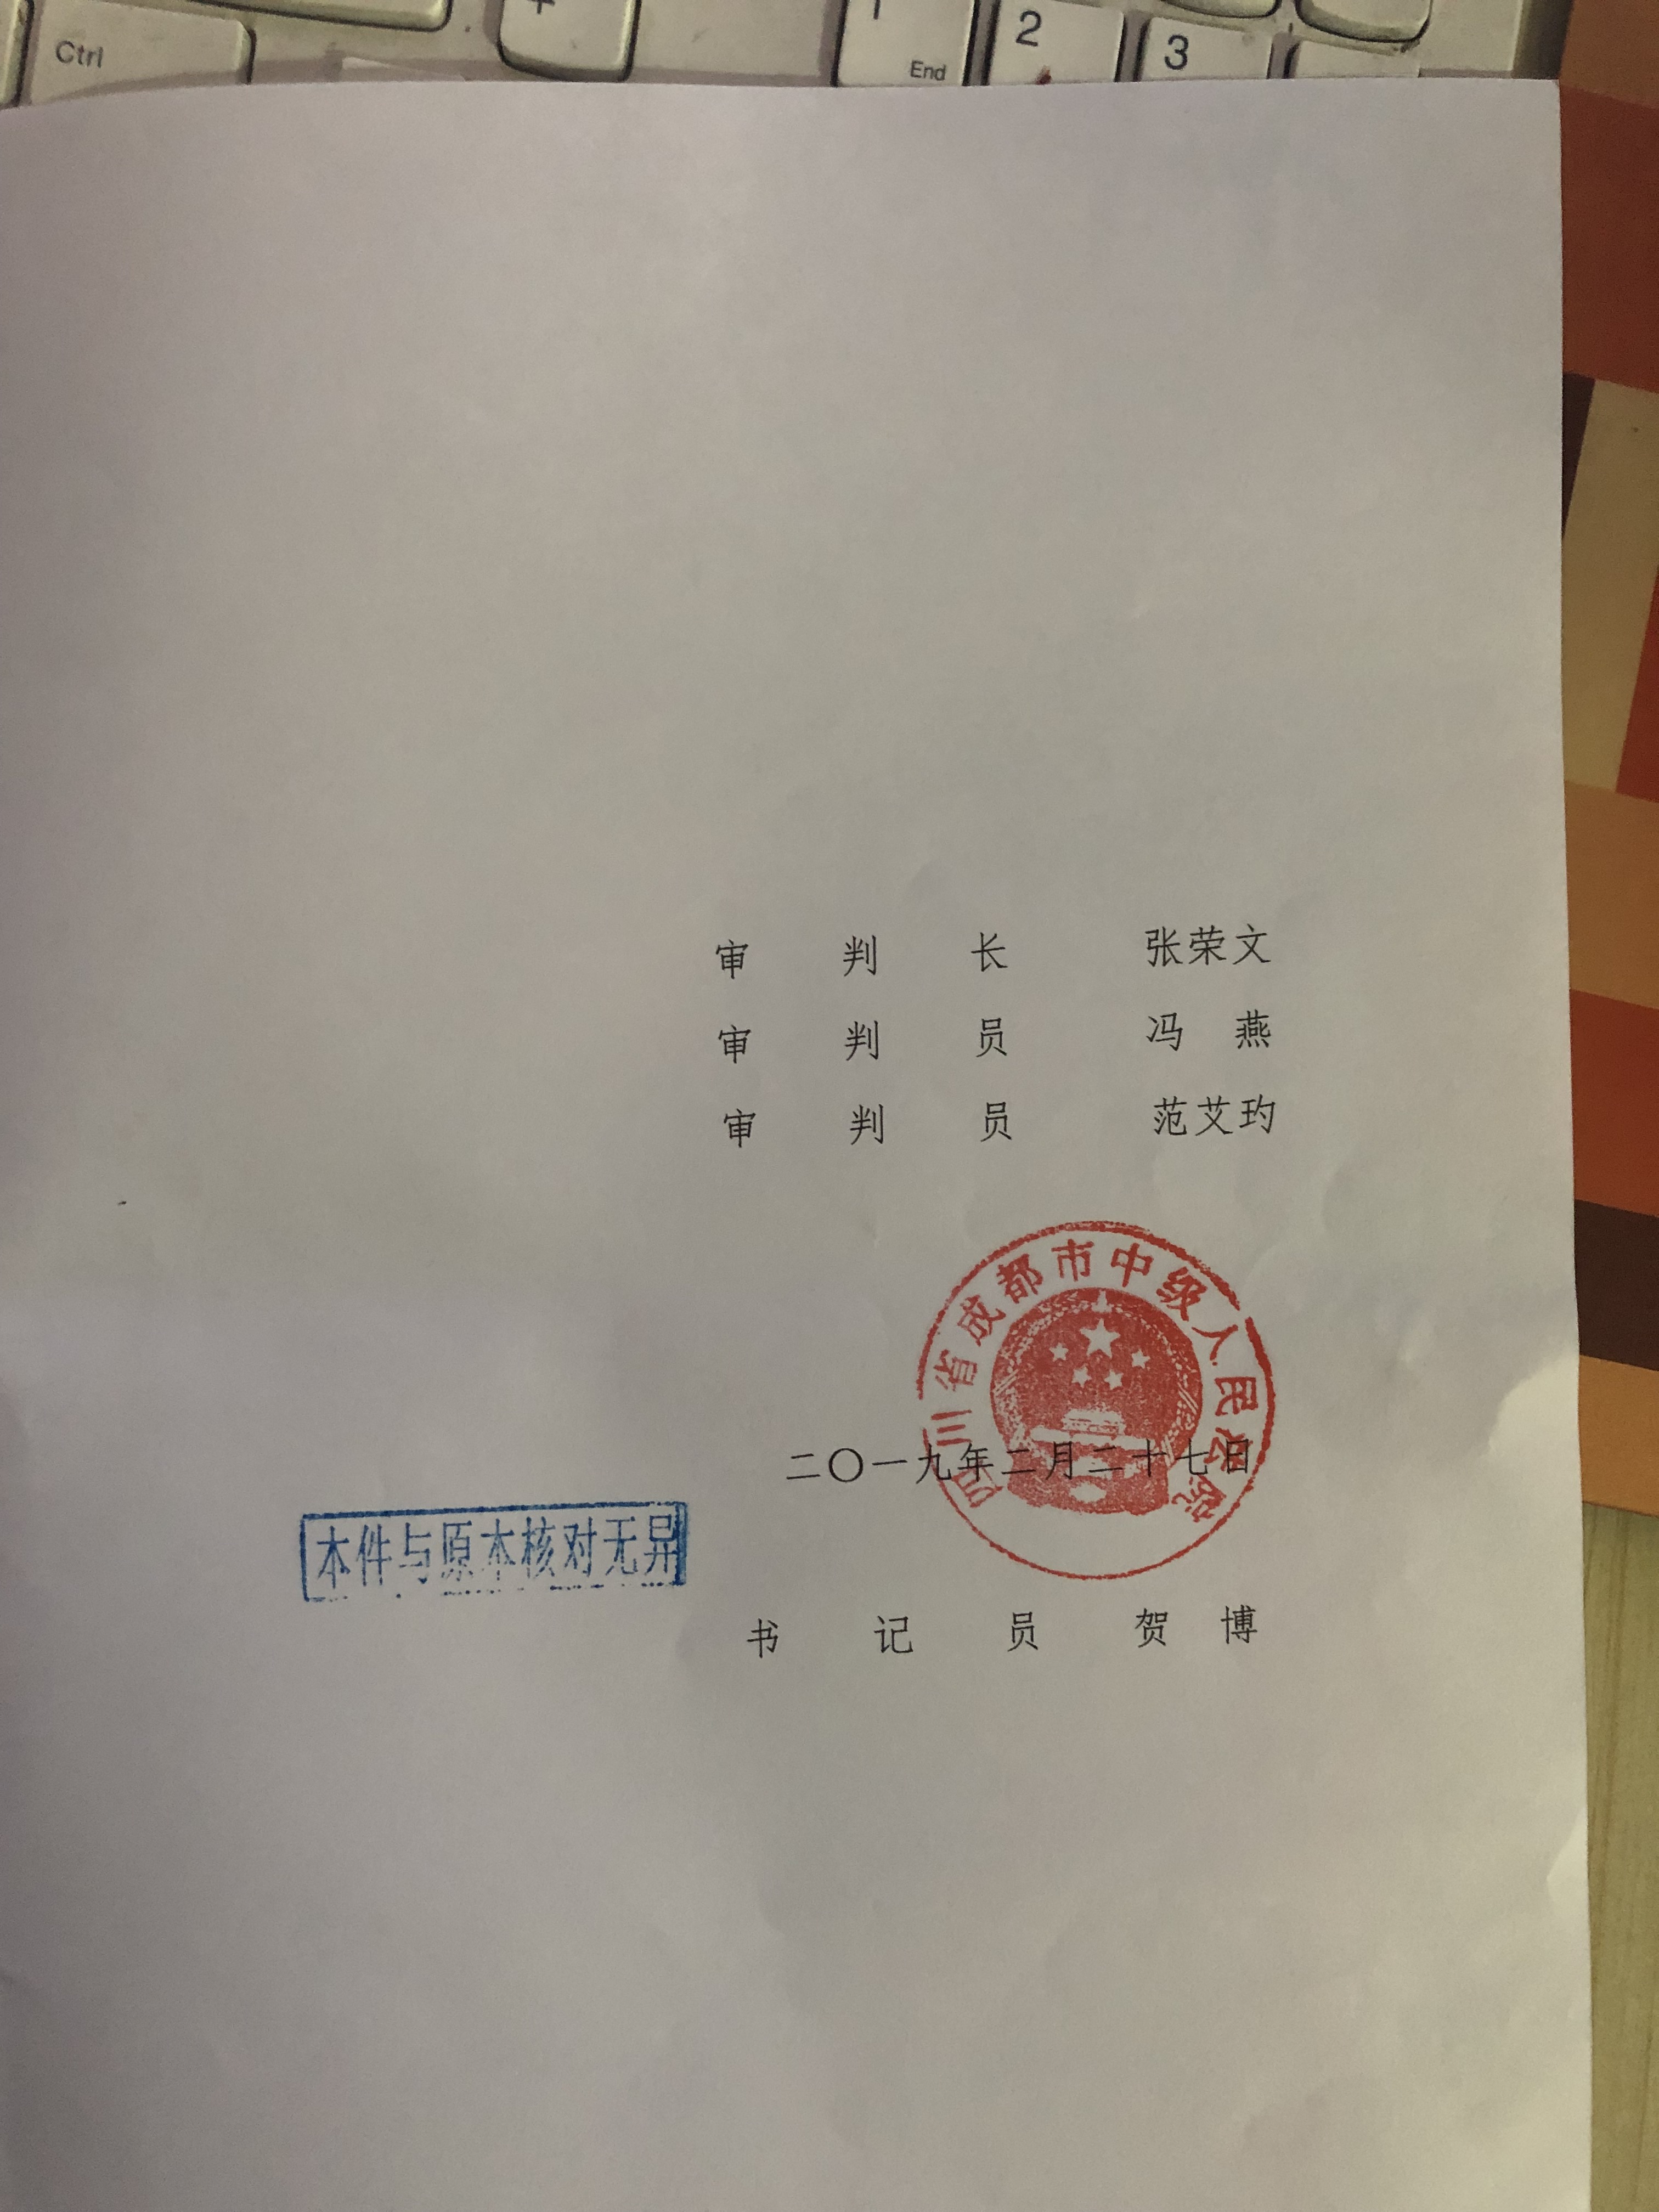 Ctrl
+
1
End
2
3
审判长 张荣文
审判员 冯燕
审判员 范艾玓
四川省成都市中级人民法院
二〇一九年二月二十七日
本件与原本核对无异
书记员 贺博